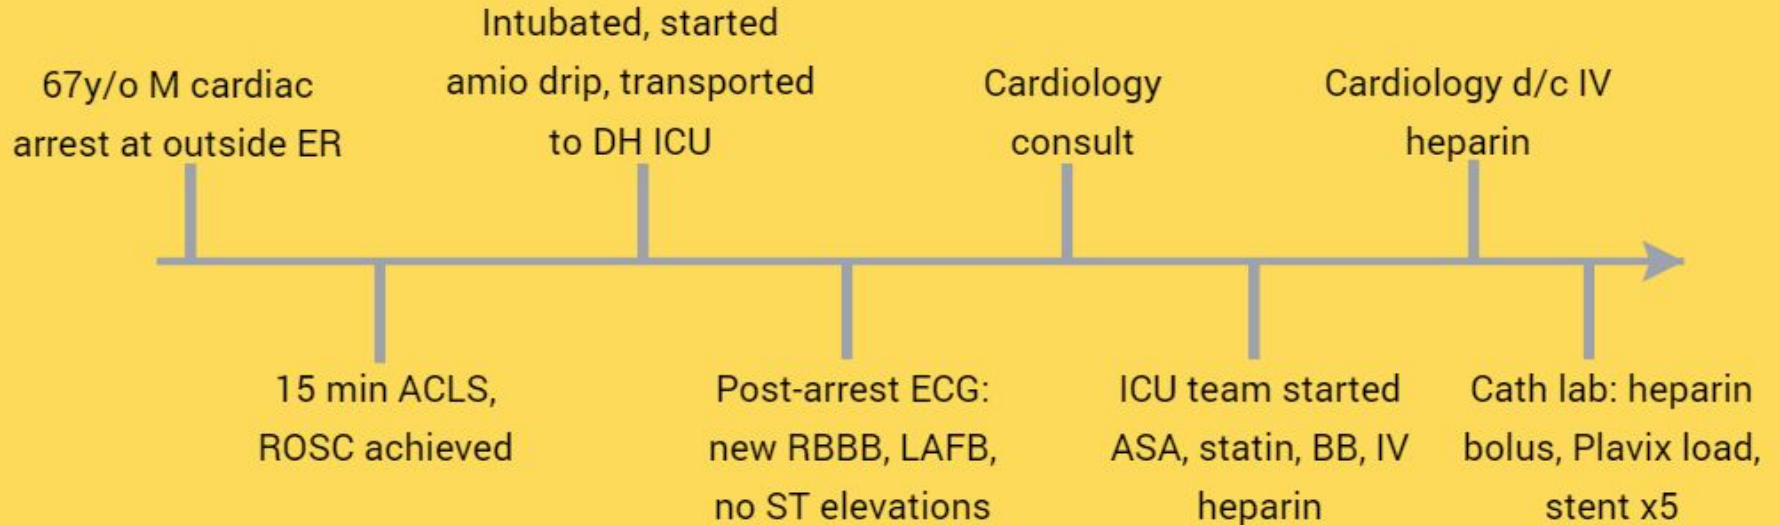 67y/o M cardiac
arrest at outside ER
15 min ACLS,
ROSC achieved
Intubated, started
amio drip, transported
to DH ICU
Post-arrest ECG:
new RBBB, LAFB,
no ST elevations
Cardiology
consult
ICU team started
ASA, statin, BB, IV
heparin
Cardiology d/c IV
heparin
Cath lab: heparin
bolus, Plavix load,
stent x5